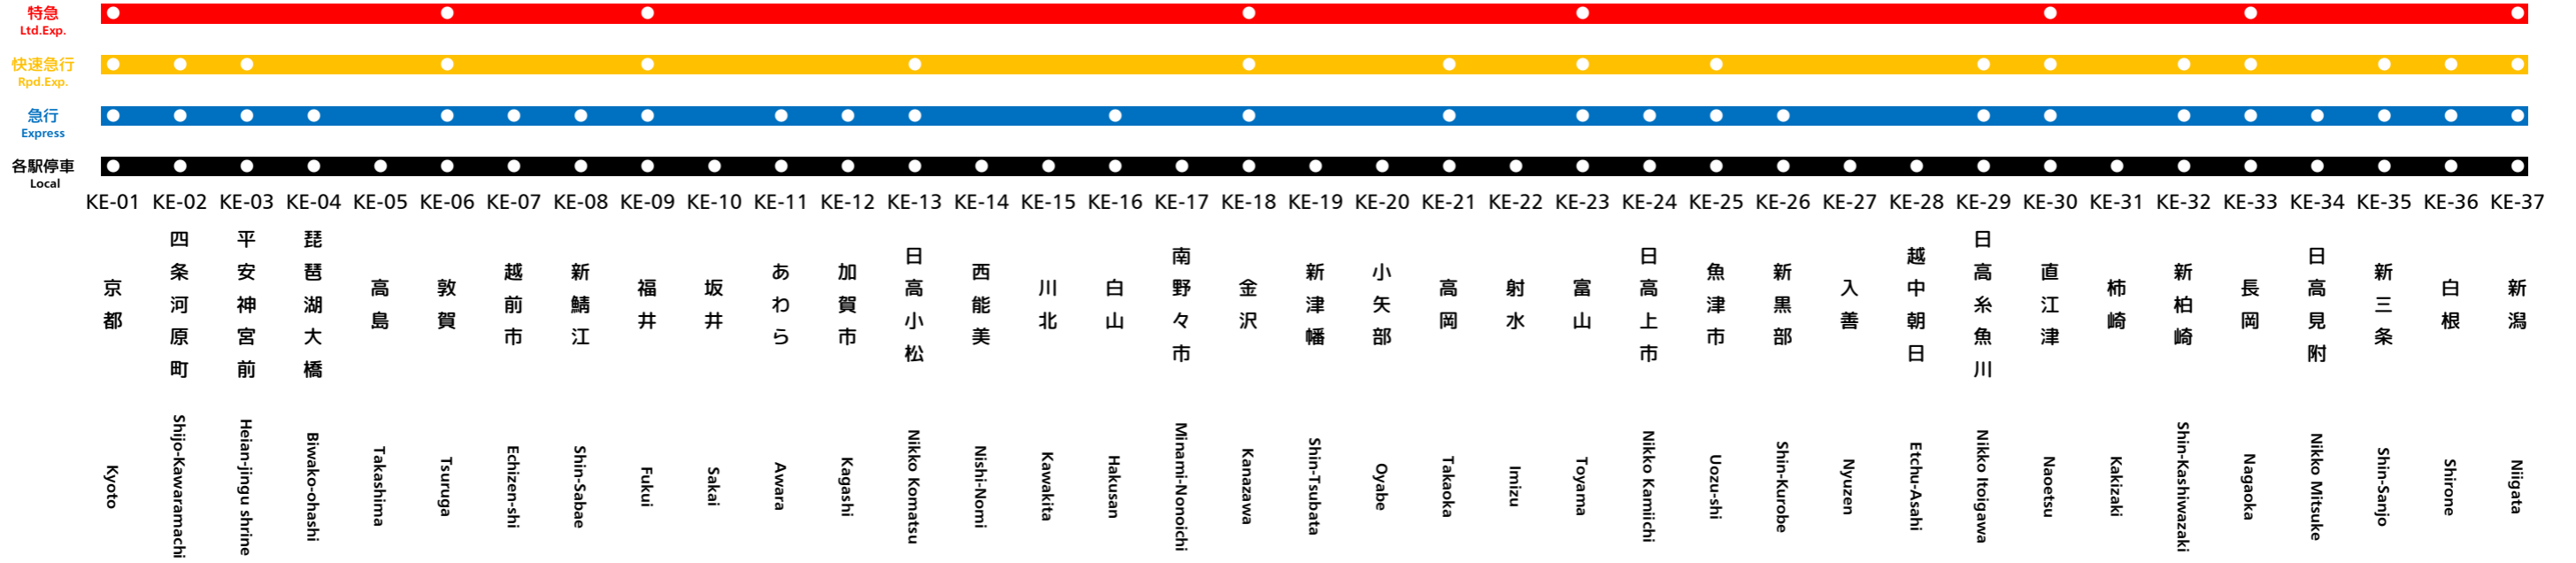 特急
Ltd.Exp.
快速急行
Rpd.Exp.
急行
Express
各駅停車
Local
KE-01 KE-02 KE-03 KE-04 KE-05 KE-06 KE-07 KE-08 KE-09 KE-10 KE-11 KE-12 KE-13 KE-14 KE-15 KE-16 KE-17 KE-18 KE-19 KE-20 KE-21 KE-22 KE-23 KE-24 KE-25 KE-26 KE-27 KE-28 KE-29 KE-30 KE-31 KE-32 KE-33 KE-34 KE-35 KE-36 KE-37
京都
四条河原町
平安神宮前
琵琶湖大橋
高島
敦賀
越前市
新鯖江
福井
坂井
あわら
加賀市
日高小松
西能美
川北
白山
南野々市
金沢
新津幡
小矢部
高岡
射水
富山
日高上市
魚津市
新黒部
入善
越中朝日
日高糸魚川
直江津
柿崎
新柏崎
長岡
日高見附
新三条
白根
新潟
Kyoto
Shijo-Kawaramachi
Heian-jingu shrine
Biwako-ohashi
Takashima
Tsuruga
Echizen-shi
Shin-Sabae
Fukui
Sakai
Awara
Kagashi
Nikko Komatsu
Nishi-Nomi
Kawakita
Hakusan
Minami-Nonoichi
Kanazawa
Shin-Tsubata
Oyabe
Takaoka
Imizu
Toyama
Nikko Kamiichi
Uozu-shi
Shin-Kurobe
Nyuzen
Etchu-Asahi
Nikko Itoigawa
Naoetsu
Kakizaki
Shin-Kashiwazaki
Nagaoka
Nikko Mitsuke
Shin-Sanjo
Shirone
Niigata